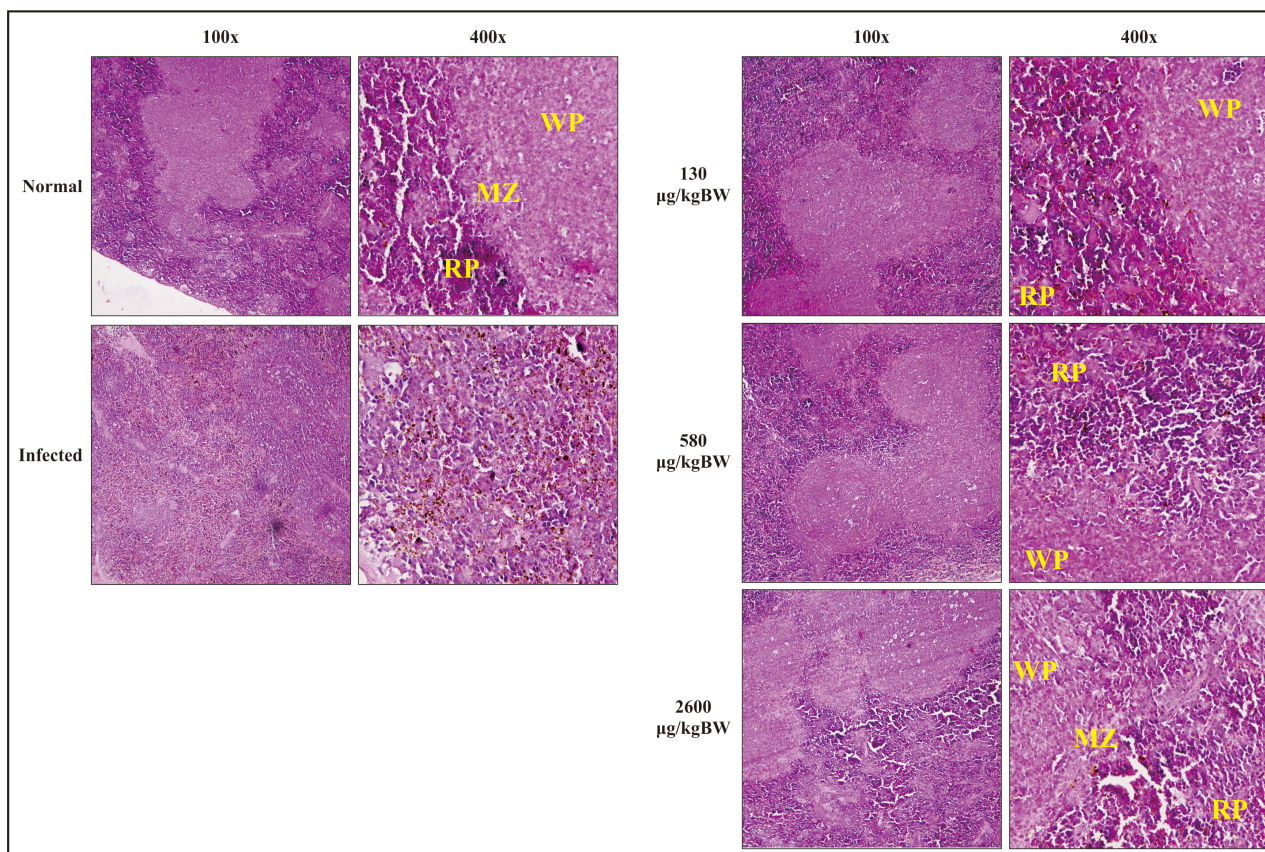 100x 400x
Normal
WP
MZ
RP
Infected
100x 400x
130
µg/kgBW
WP
RP
580
µg/kgBW
RP
WP
2600
µg/kgBW
WP
MZ
RP